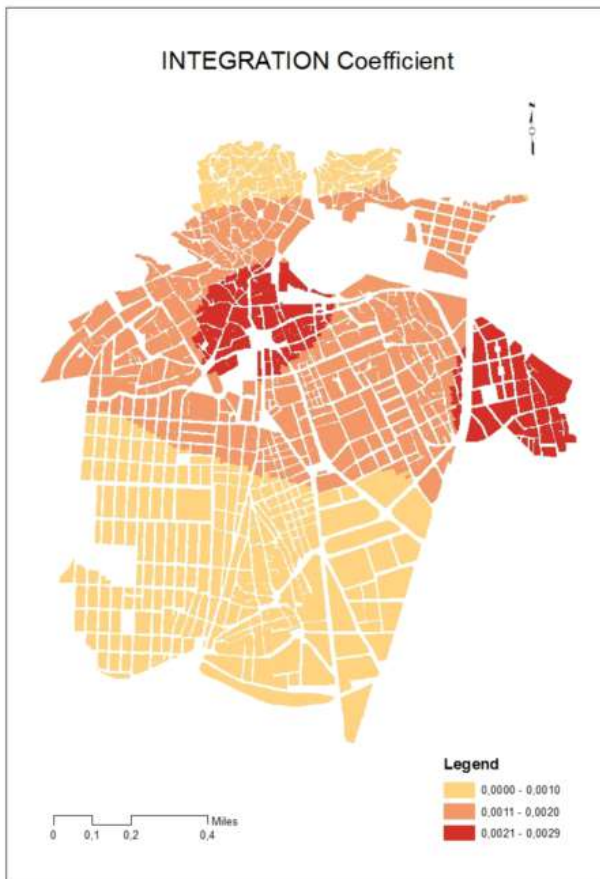 INTEGRATION Coefficient
N
Legend
0,0000 - 0,0010
0,0011 - 0,0020
0,0021 - 0,0029
Miles
0 0,1 0,2 0,4